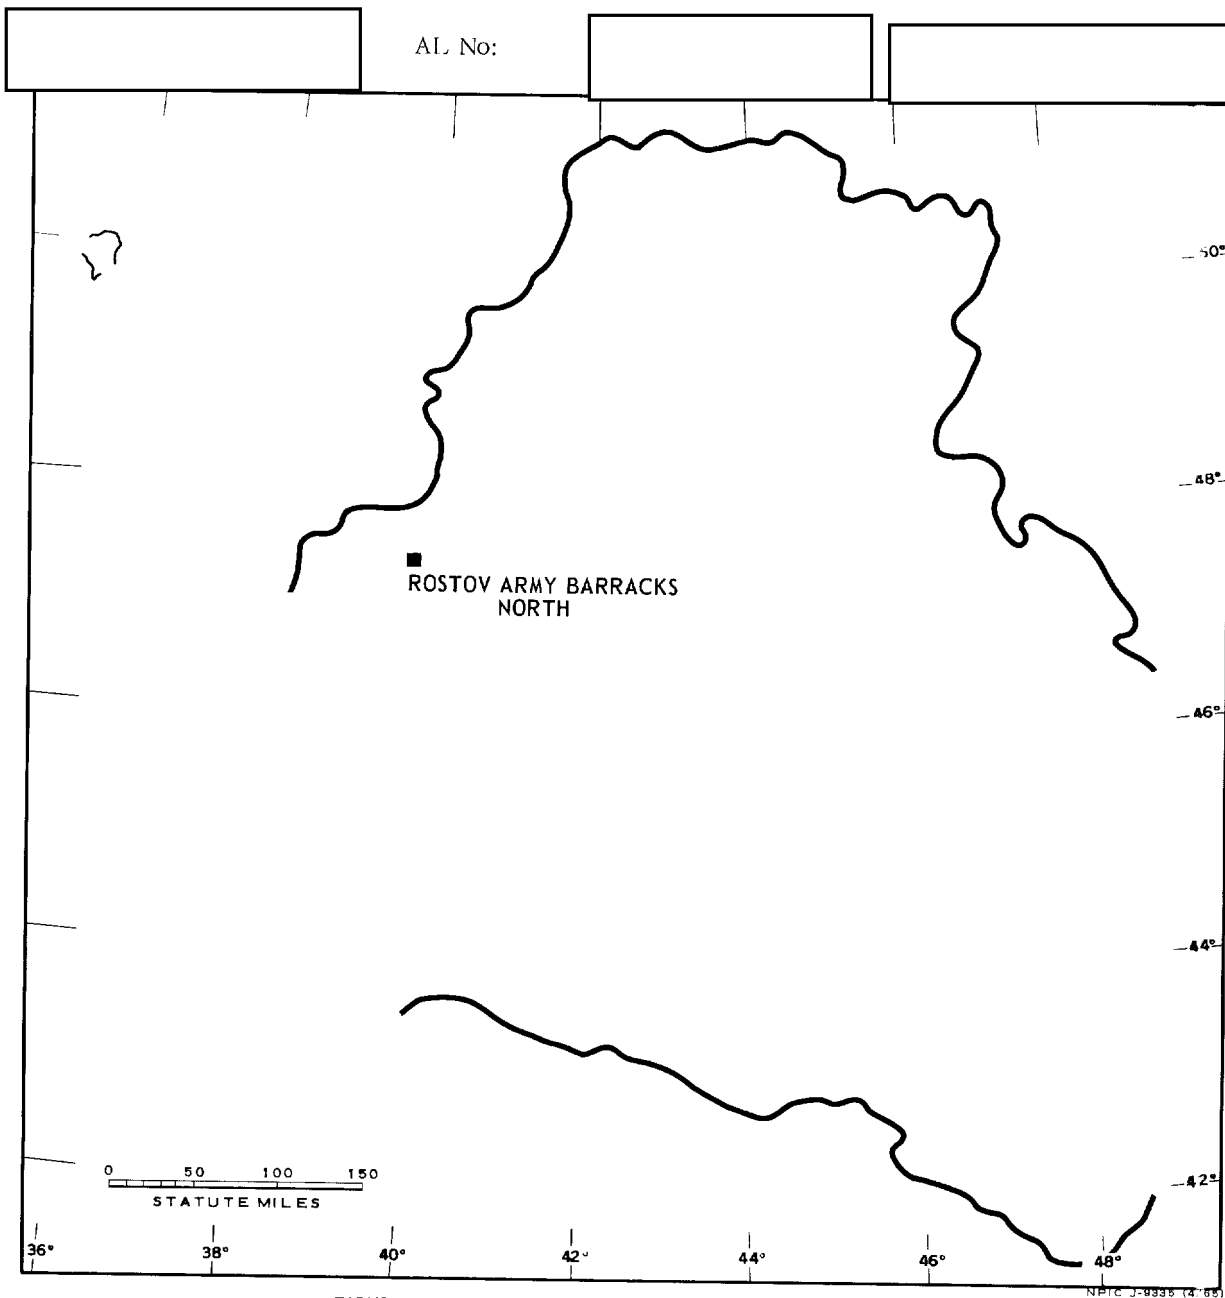 AL No:
50°
48°
ROSTOV ARMY BARRACKS
NORTH
46°
44°
0 50 100 150
STATUTE MILES
42°
36° 38° 40° 42° 44° 46° 48°
NPIC J-9335 (4/65)